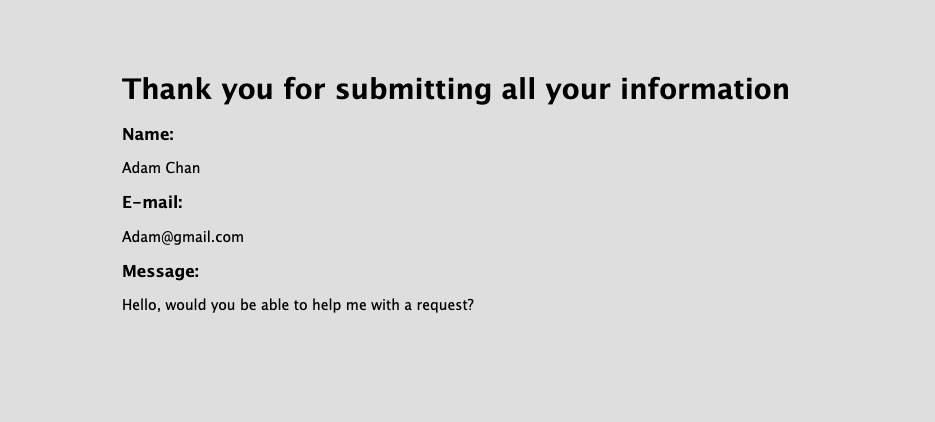 Thank you for submitting all your information
Name:
Adam Chan
E-mail:
Adam@gmail.com
Message:
Hello, would you be able to help me with a request?